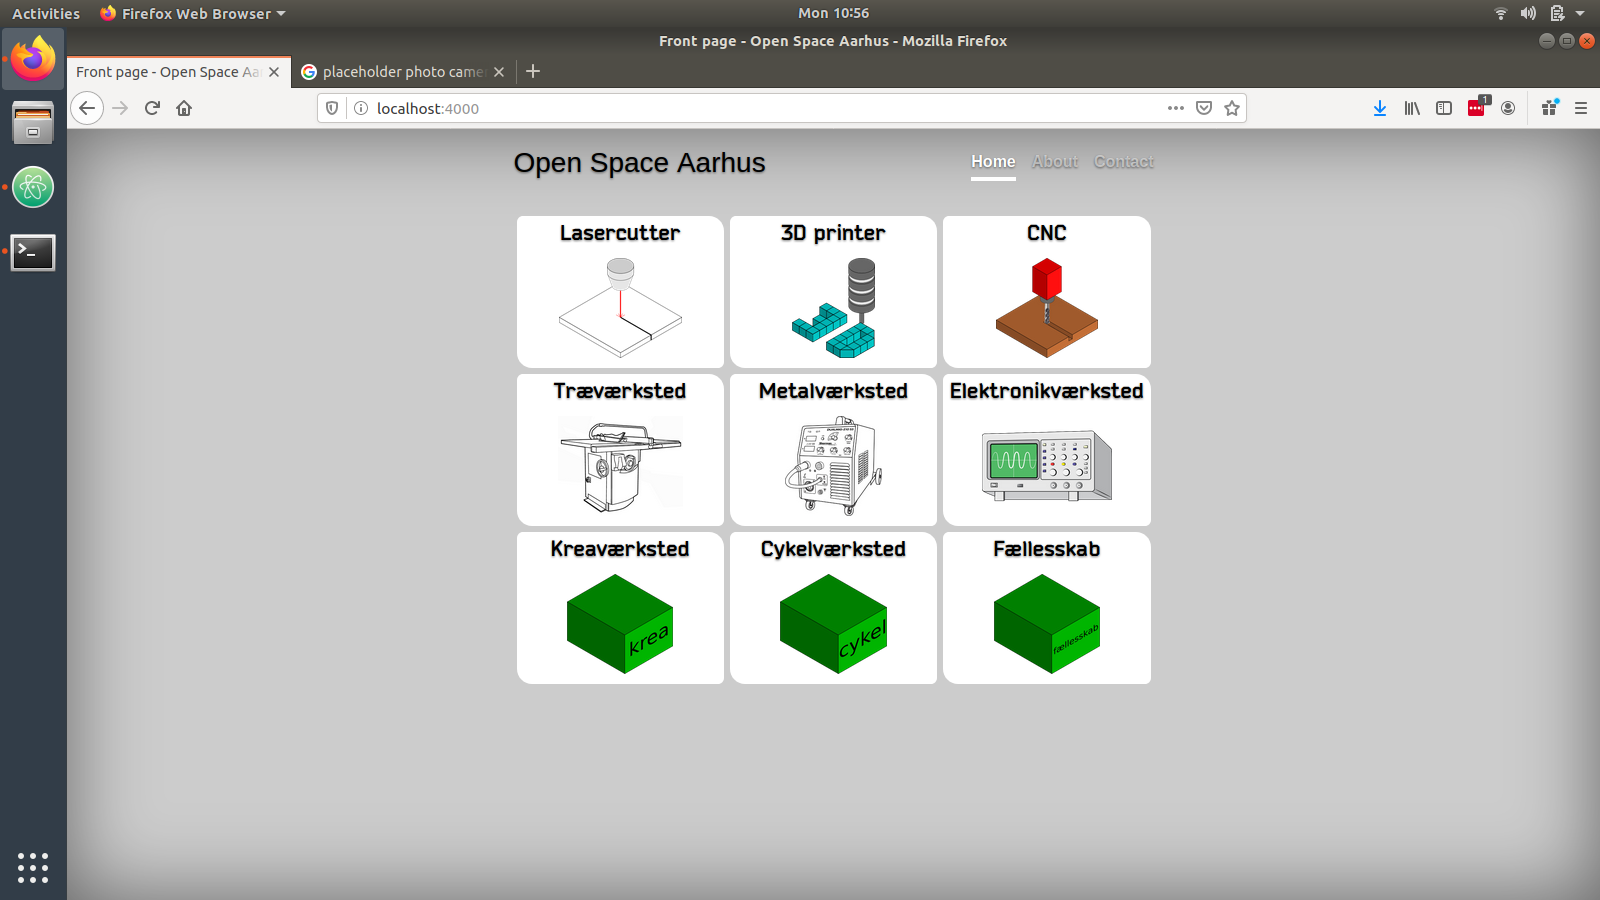 Activities Firefox Web Browser Mon 10:56
Front page - Open Space Aarhus - Mozilla Firefox
Front page - Open Space Aar placeholder photo came
localhost:4000 1
Open Space Aarhus Home About Contact
Lasercutter 3D printer CNC
Træværksted Metalværksted Elektronikværksted
Kreaværksted Cykelværksted Fællesskab
krea cykel fællesskab